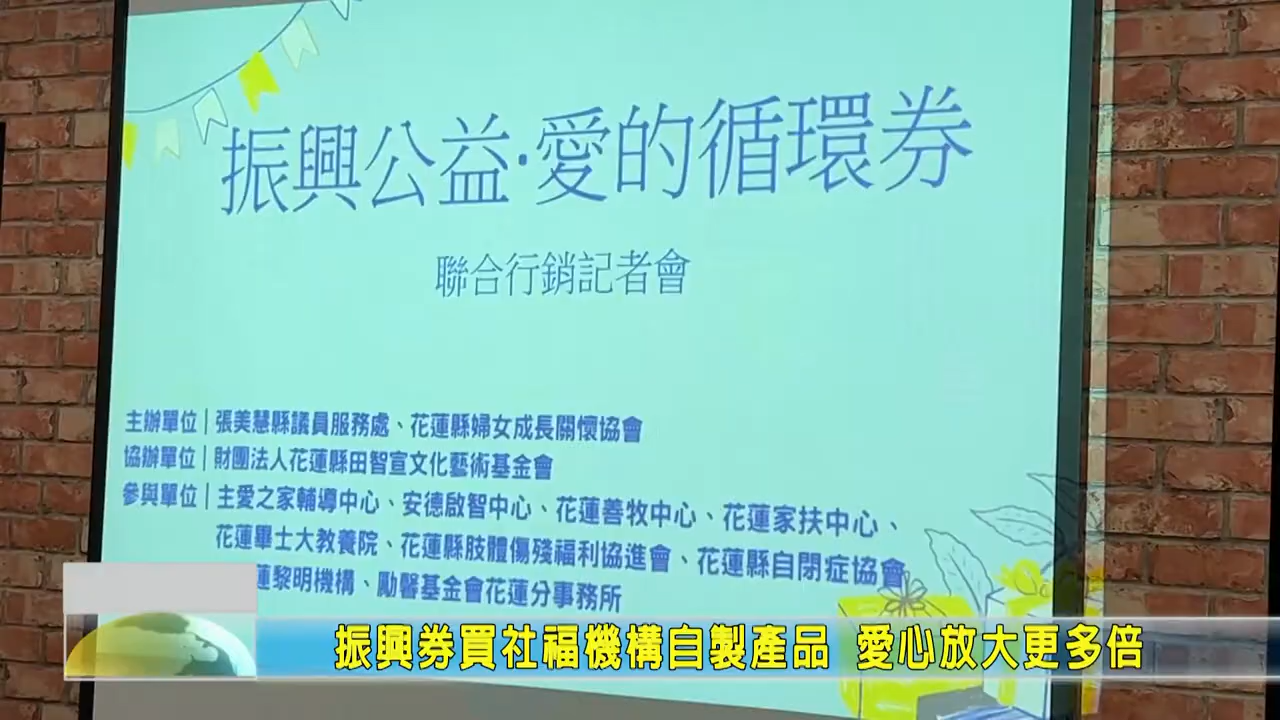 振興公益·愛的循環券
聯合行銷記者會
主辦單位｜張美慧縣議員服務處、花蓮縣婦女成長關懷協會
協辦單位｜財團法人花蓮縣田智宣文化藝術基金會
參與單位｜主愛之家輔導中心、安德啟智中心、花蓮善牧中心、花蓮家扶中心、
花蓮畢士大教養院、花蓮縣肢體傷殘福利協進會、花蓮縣自閉症協會
蓮黎明機構、勵馨基金會花蓮分事務所
振興券買社福機構自製產品 愛心放大更多倍